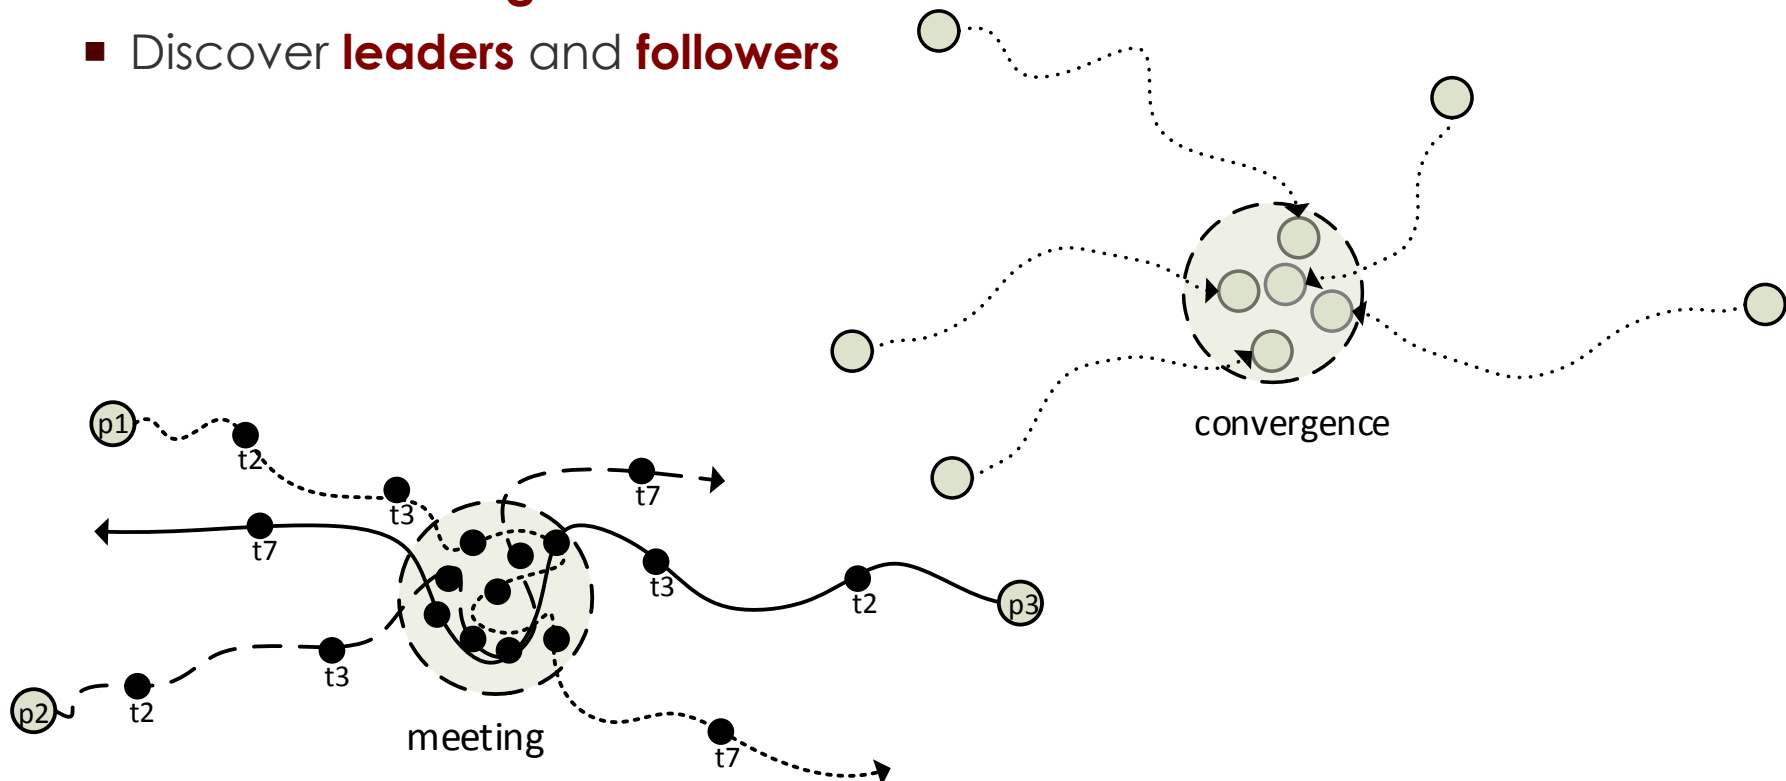 Discover leaders and followers
convergence
p1
t2
t3
t7
t7
t3
t2
p3
t3
t2
p2
meeting
t7